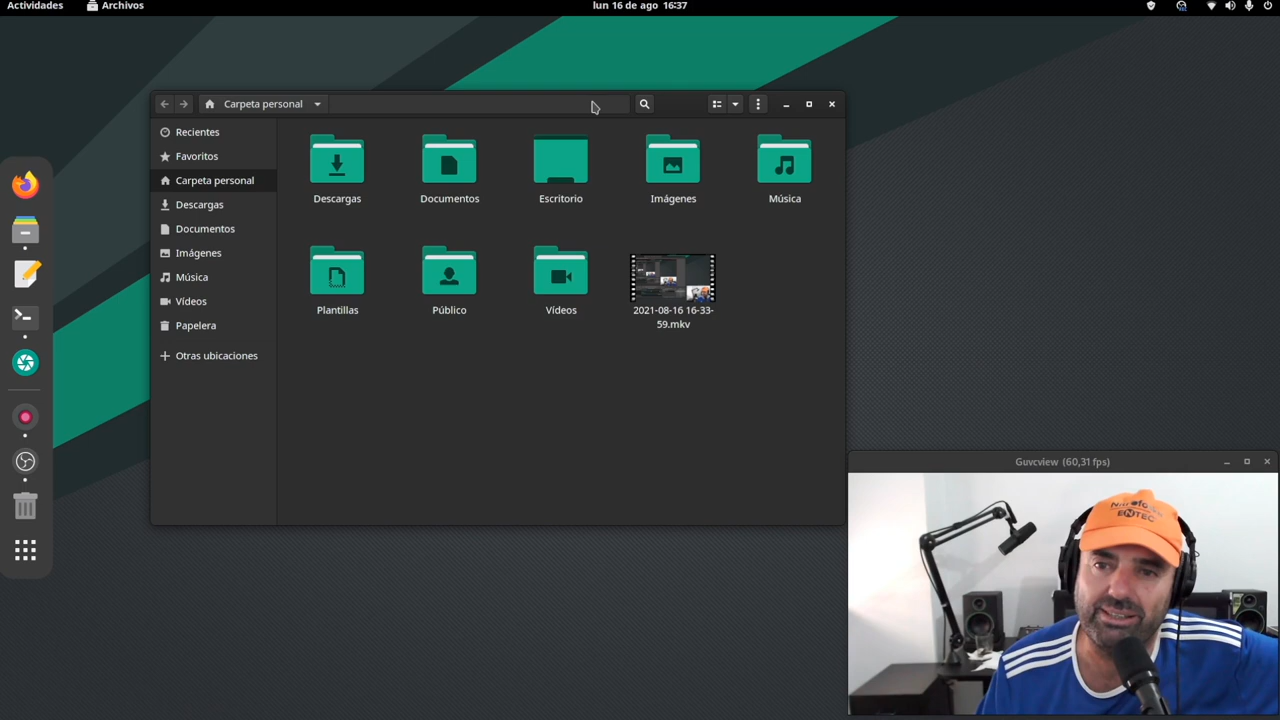 Actividades
Archivos
lun 16 de ago 16:37
Carpeta personal
Recientes
Favoritos
Carpeta personal
Descargas
Documentos
Imágenes
Música
Vídeos
Papelera
Otras ubicaciones
Descargas
Documentos
Escritorio
Imágenes
Música
Plantillas
Público
Vídeos
2021-08-16 16-33-
59.mkv
Guvcview (60,31 fps)
ENTEC